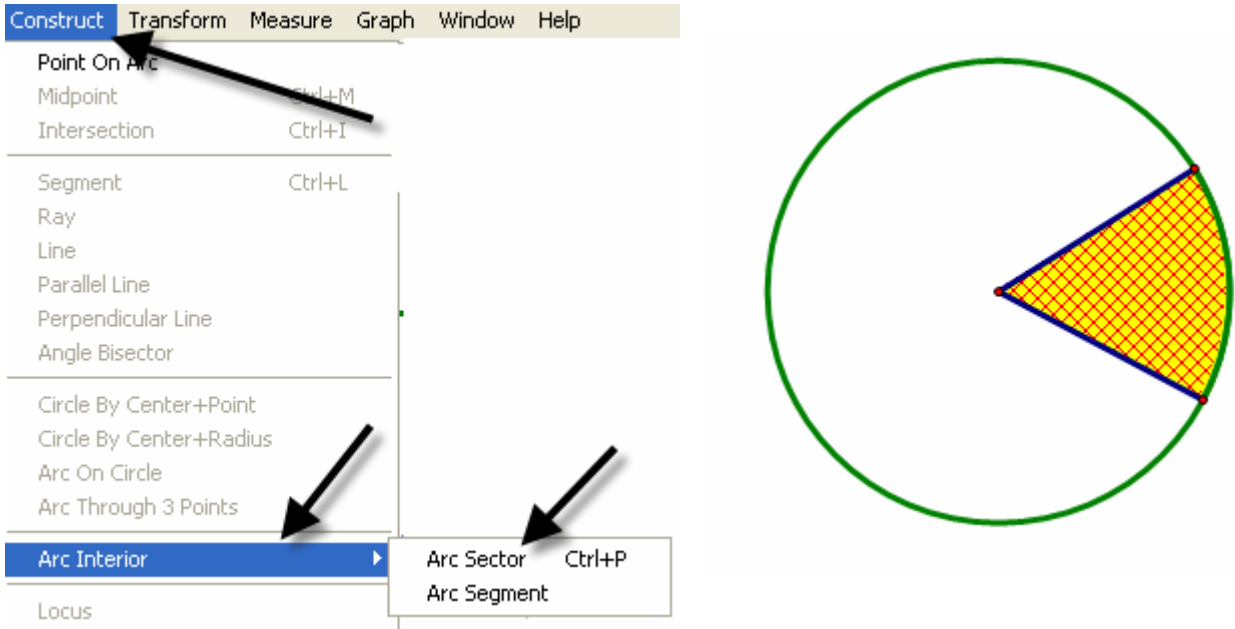 Construct Transform Measure Graph Window Help
Point On Arc
Midpoint Ctrl+M
Intersection Ctrl+I
Segment Ctrl+L
Ray
Line
Parallel Line
Perpendicular Line
Angle Bisector
Circle By Center+Point
Circle By Center+Radius
Arc On Circle
Arc Through 3 Points
Arc Interior
Arc Sector Ctrl+P
Arc Segment
Locus